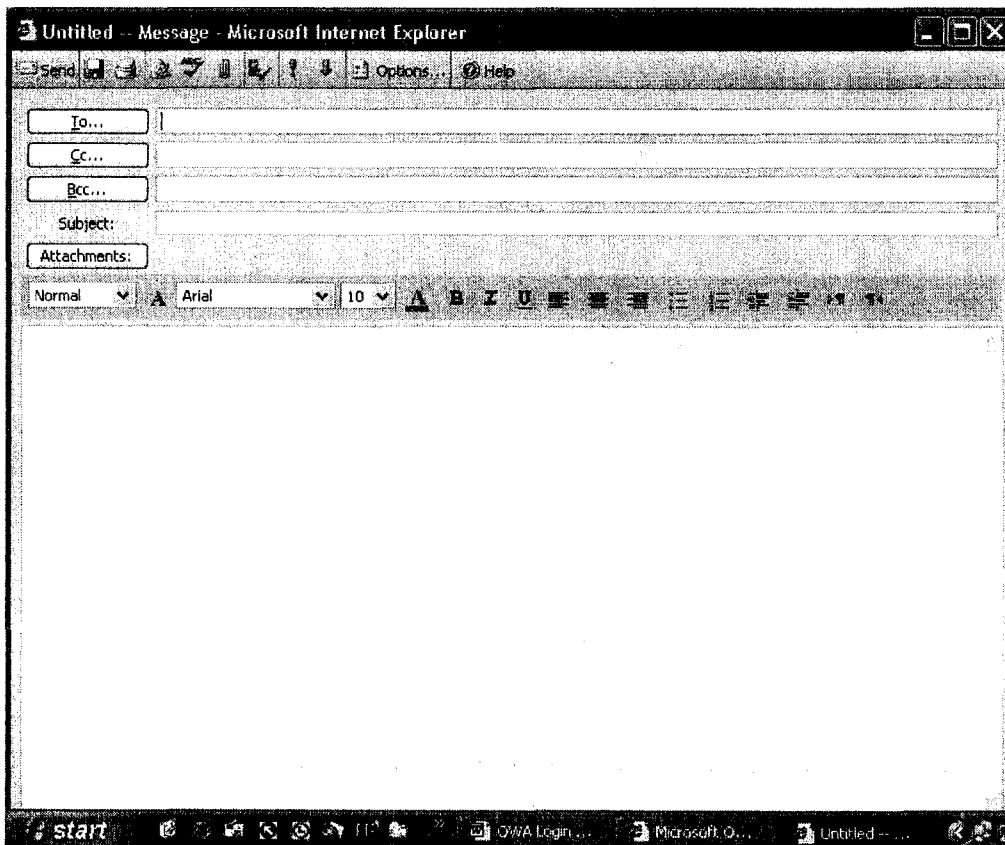 Untitled -- Message - Microsoft Internet Explorer
Send Options... Help
To...
Cc...
Bcc...
Subject:
Attachments:
Normal A Arial 10 A B I U
start OWA Login ... Microsoft O... Untitled -- ...